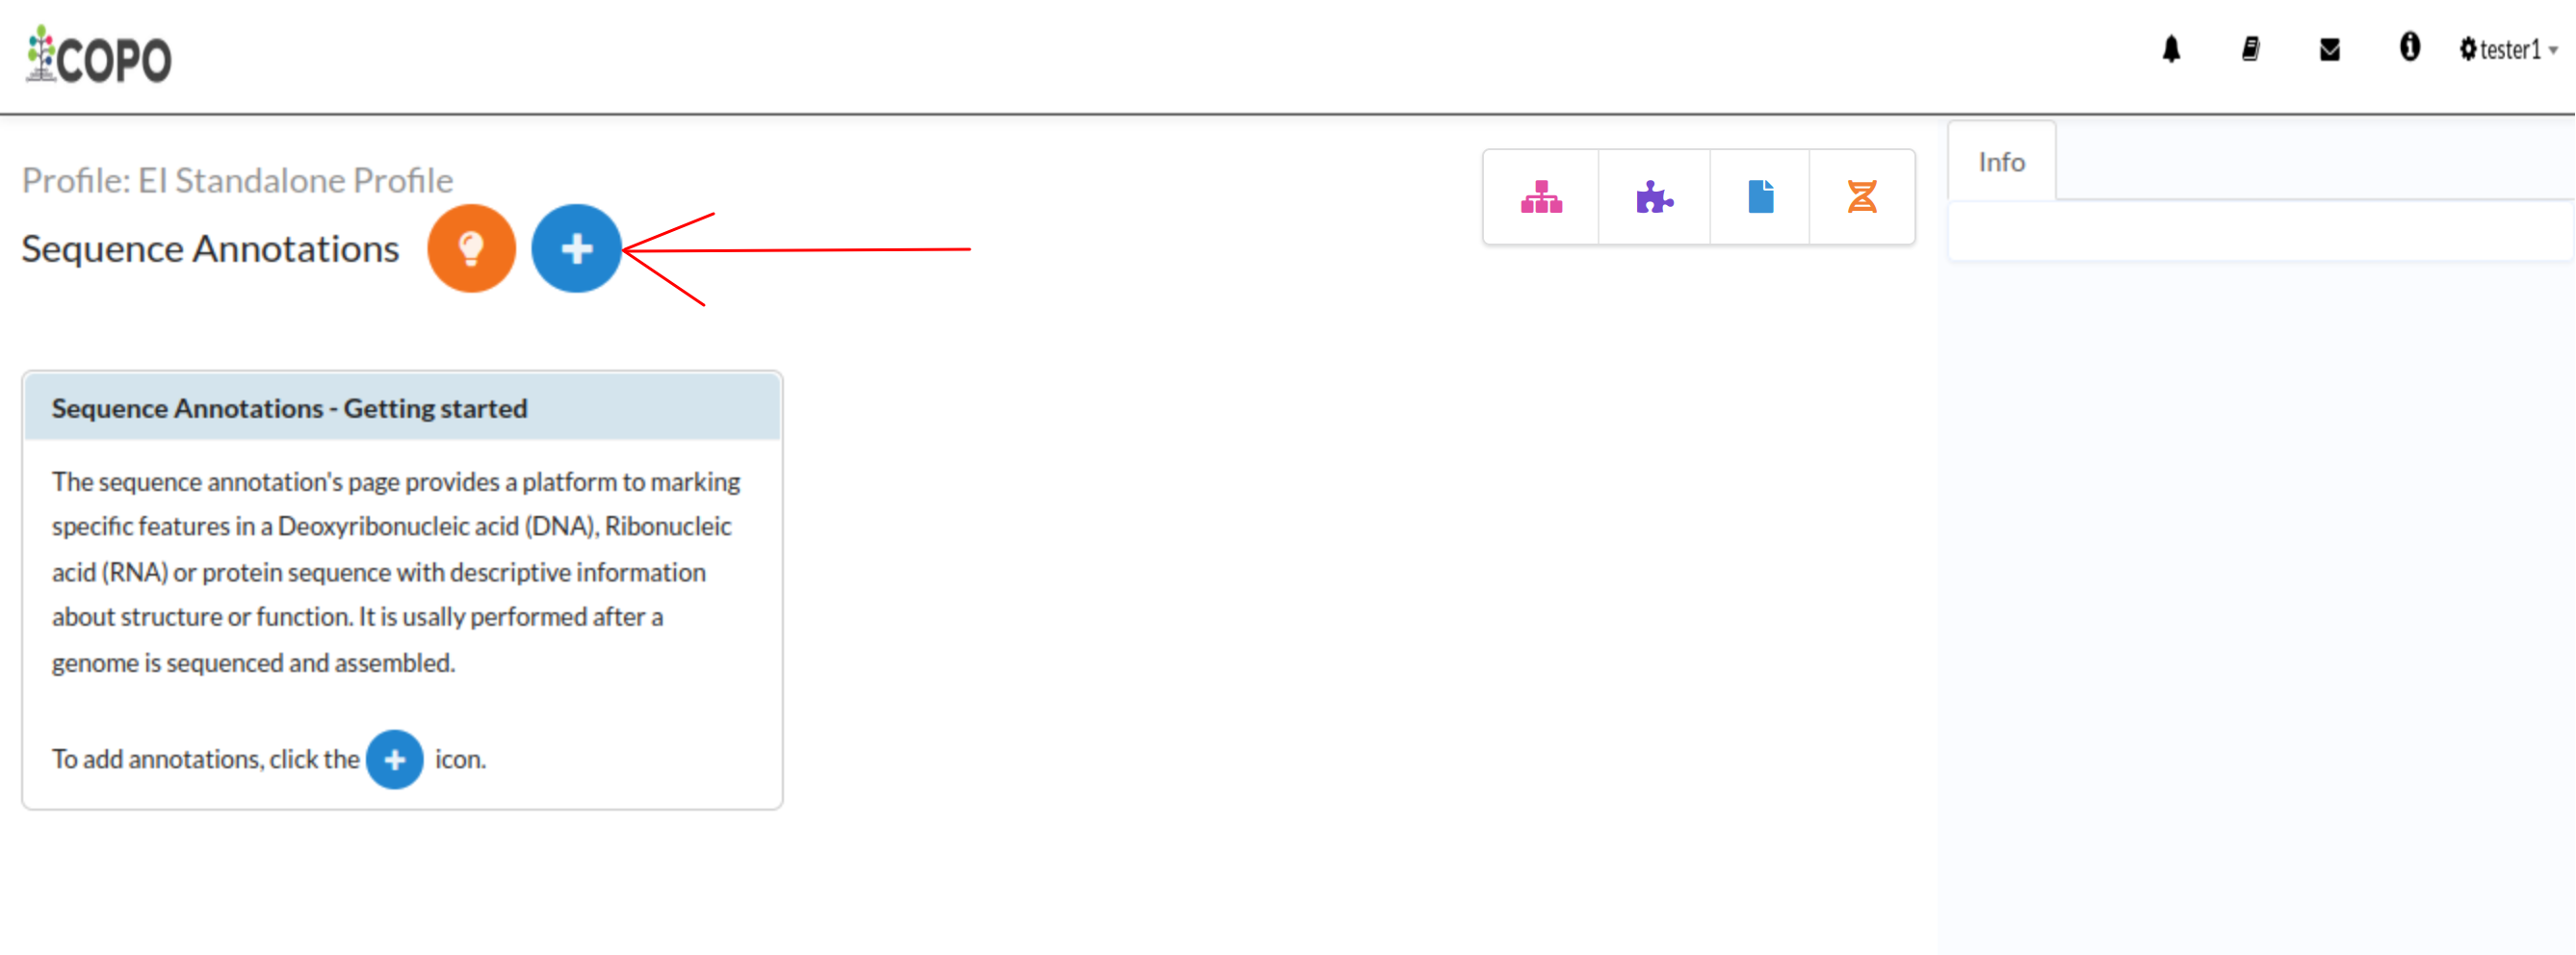 COPO
tester1
Profile: EI Standalone Profile
Info
Sequence Annotations
Sequence Annotations - Getting started
The sequence annotation's page provides a platform to marking
specific features in a Deoxyribonucleic acid (DNA), Ribonucleic
acid (RNA) or protein sequence with descriptive information
about structure or function. It is usally performed after a
genome is sequenced and assembled.
To add annotations, click the + icon.